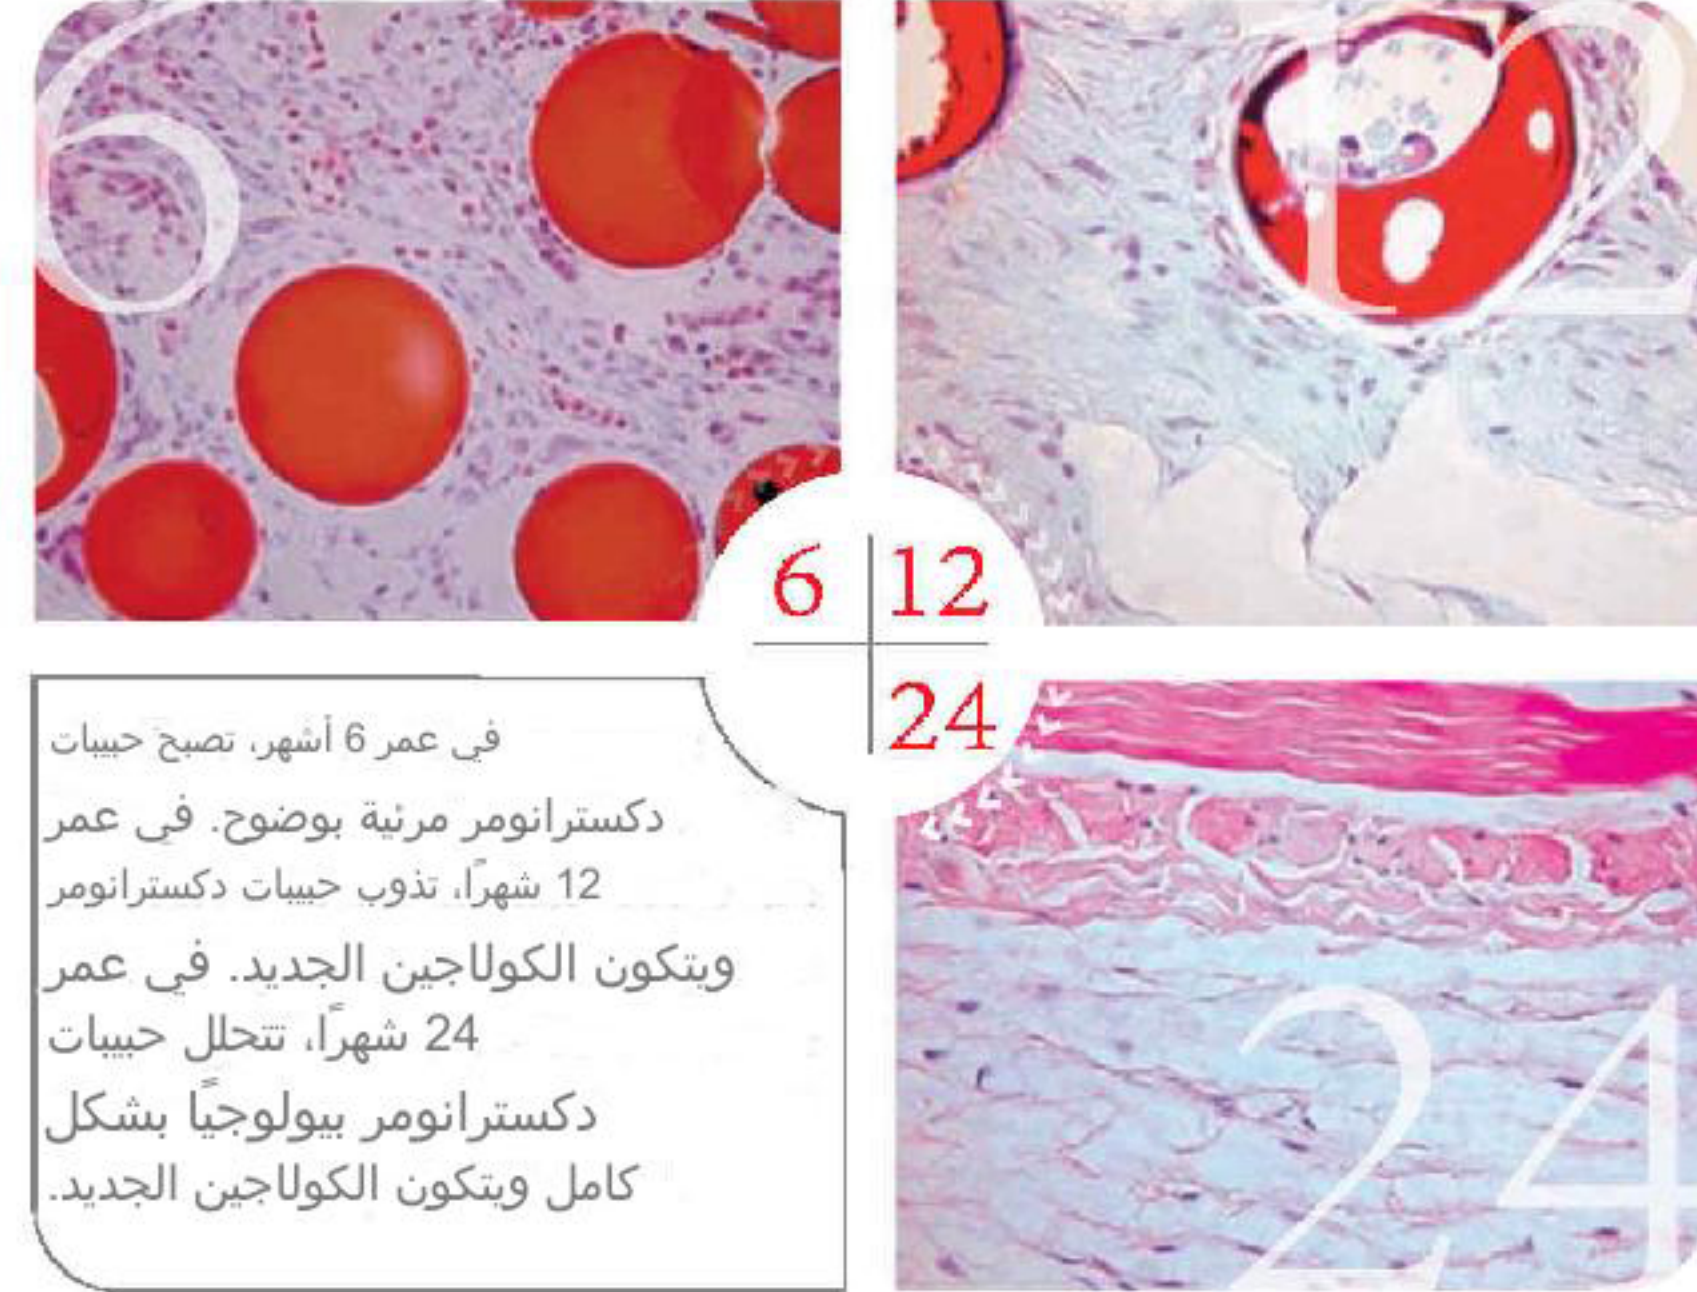 6
12
6
12
24
في عمر 6 أشهر، تصبح حبيبات
دكسترانومر مرئية بوضوح. في عمر
12 شهرًا، تذوب حبيبات دكسترانومر
ويتكون الكولاجين الجديد. في عمر
24 شهرًا، تتحلل حبيبات
دكسترانومر بيولوجيًا بشكل
كامل ويتكون الكولاجين الجديد.
24